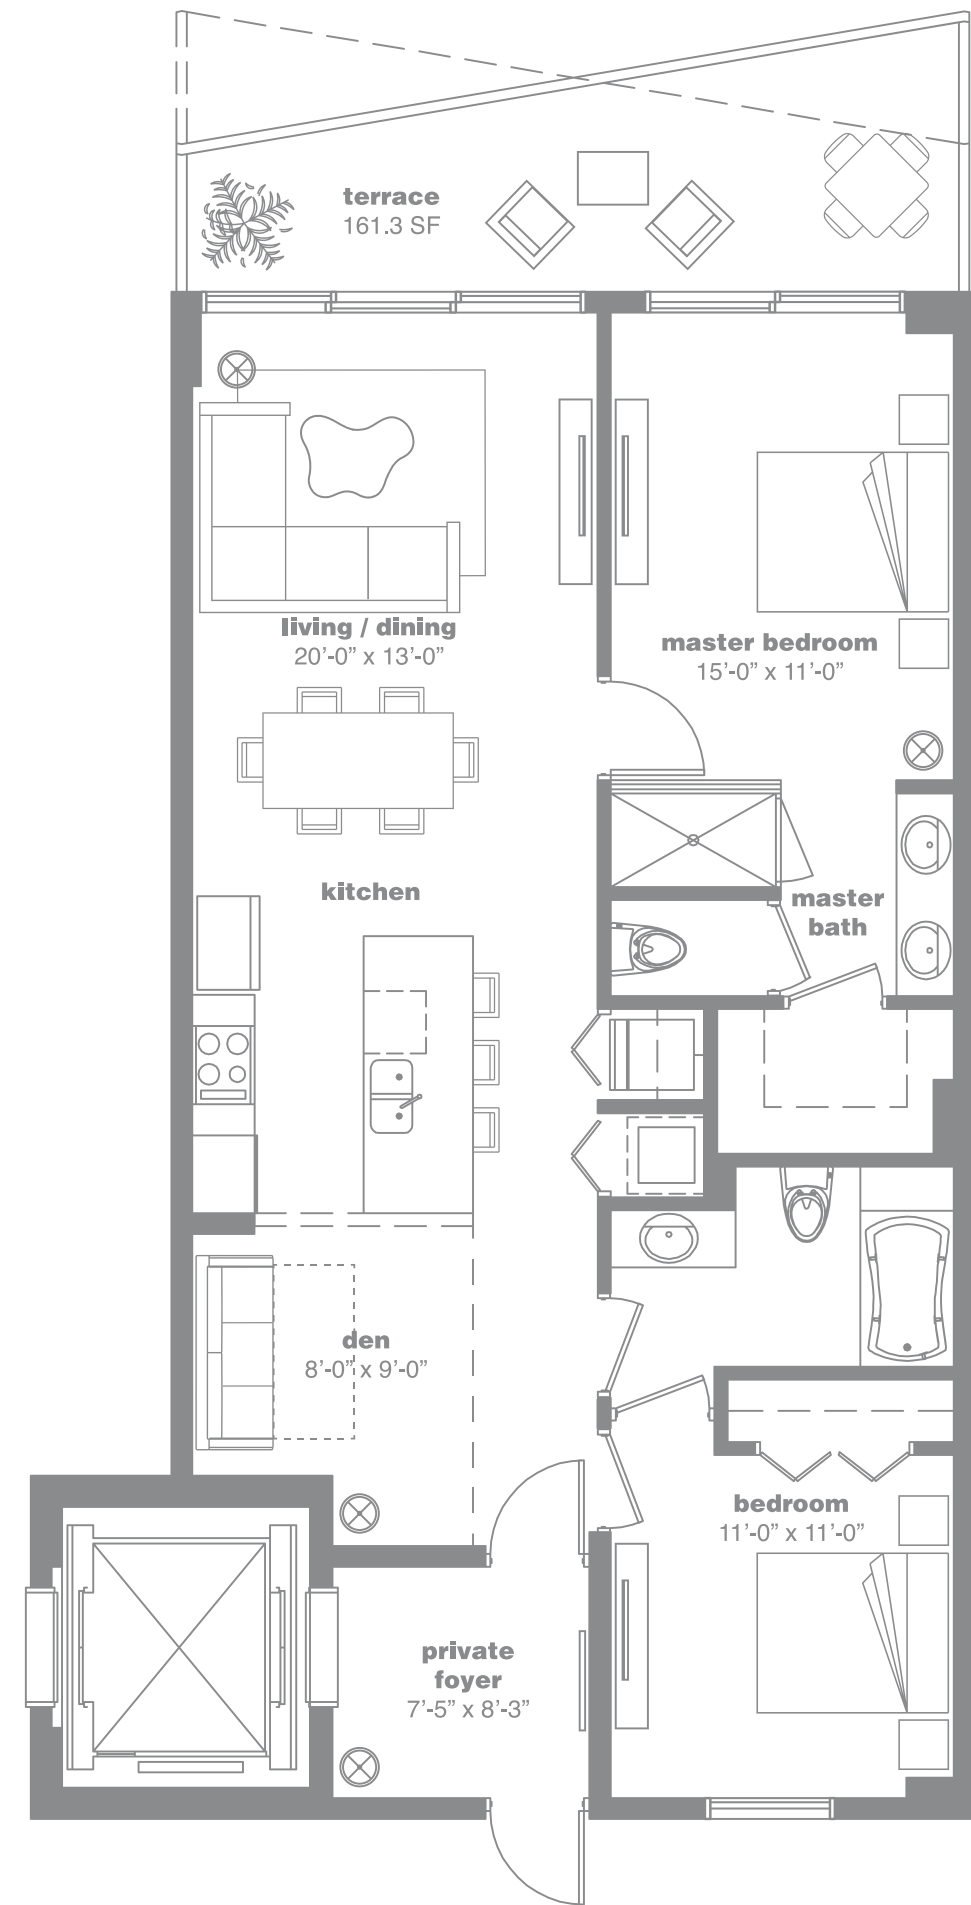 terrace
161.3 SF
living / dining
20’-0” x 13’-0”
master bedroom
15’-0” x 11’-0”
kitchen
master
bath
den
8’-0” x 9’-0”
bedroom
11’-0” x 11’-0”
private
foyer
7’-5” x 8’-3”